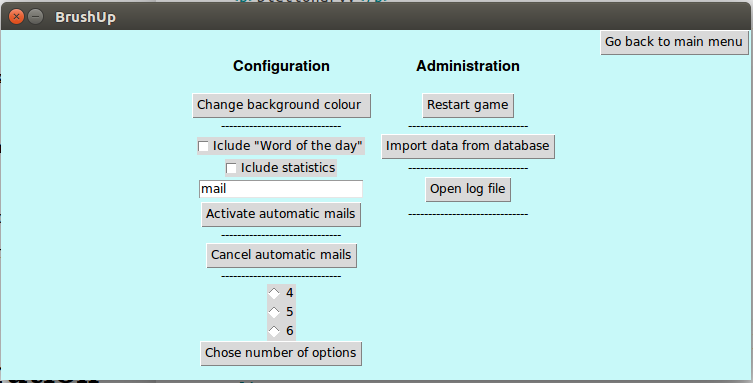 BrushUp
Go back to main menu
Configuration
Administration
Change background colour
Restart game
------------------------------
------------------------------
Iclude "Word of the day"
Import data from database
Iclude statistics
------------------------------
mail
Open log file
Activate automatic mails
------------------------------
------------------------------
Cancel automatic mails
------------------------------
4
5
6
Chose number of options